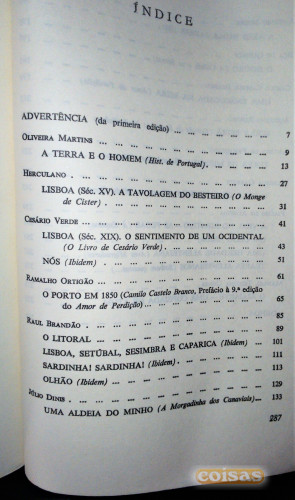 ÍNDICE
ADVERTÊNCIA (da primeira edição) ... ... ... ... ... ... 7
OLIVEIRA MARTINS ... ... ... ... ... ... ... ... ... 9
A TERRA E O HOMEM (Hist. de Portugal) ... ... ... ... 13
HERCULANO ... ... ... ... ... ... ... ... ... ... 27
LISBOA (Séc. XV). A TAVOLAGEM DO BESTEIRO (O Monge
de Cister) ... ... ... ... ... ... ... ... ... 31
CESÁRIO VERDE ... ... ... ... ... ... ... ... ... 41
LISBOA (Séc. XIX). O SENTIMENTO DE UM OCIDENTAL
(O Livro de Cesário Verde) ... ... ... ... ... ... 43
NÓS (Ibidem) ... ... ... ... ... ... ... ... ... 51
RAMALHO ORTIGÃO ... ... ... ... ... ... ... ... 61
O PORTO EM 1850 (Camilo Castelo Branco, Prefácio à 9.ª edição
do Amor de Perdição) ... ... ... ... ... ... ... 65
RAUL BRANDÃO ... ... ... ... ... ... ... ... ... 85
O LITORAL ... ... ... ... ... ... ... ... ... 89
LISBOA, SETÚBAL, SESIMBRA E CAPARICA (Ibidem) ... 101
SARDINHA! SARDINHA! (Ibidem) ... ... ... ... ... 111
OLHÃO (Ibidem) ... ... ... ... ... ... ... ... 113
JÚLIO DINIS ... ... ... ... ... ... ... ... ... 129
UMA ALDEIA DO MINHO (A Morgadinha dos Canaviais) ... 133
287
coisas